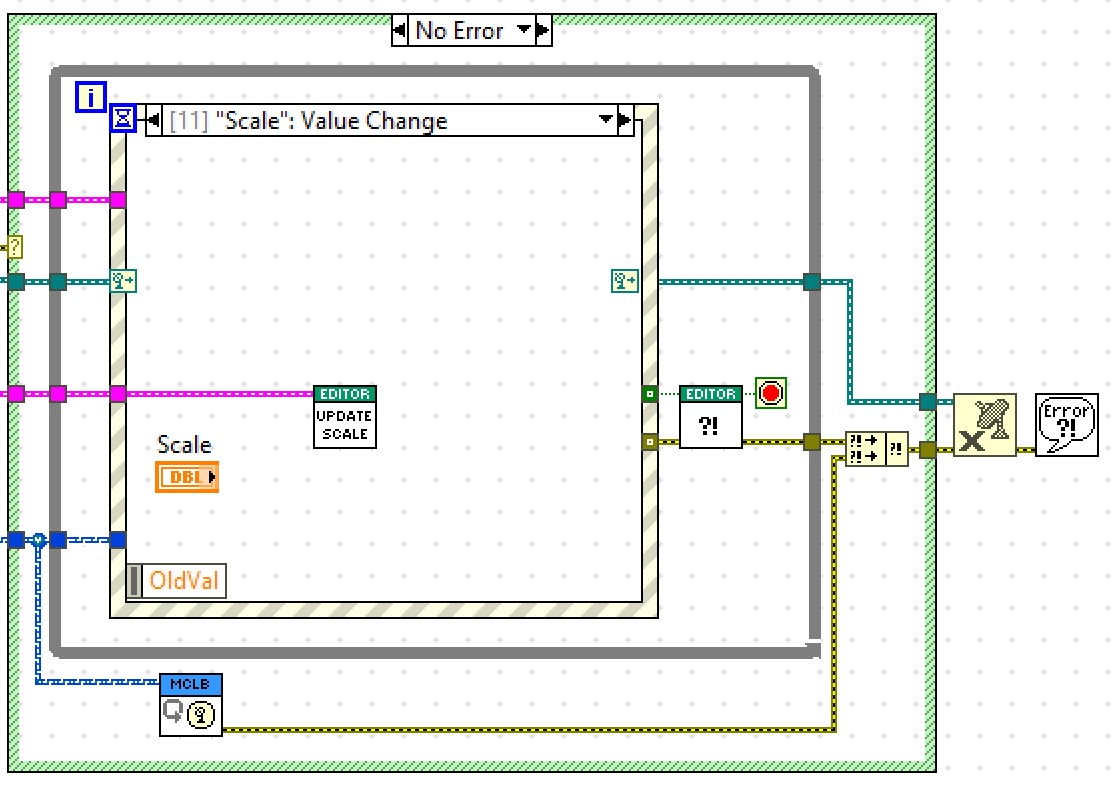 No Error
i
[11] "Scale": Value Change
?
EDITOR
UPDATE
SCALE
EDITOR
?!
Error
?!
?!
?!
?!
Scale
DBL
OldVal
MCLB